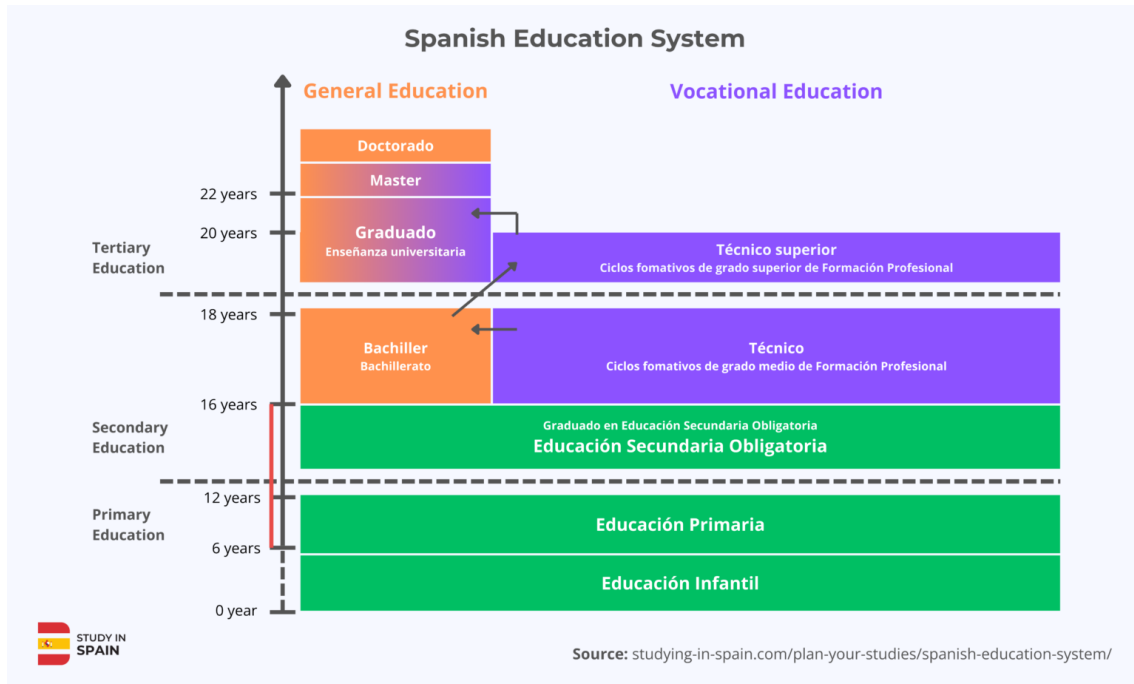 Spanish Education System
General Education
Vocational Education
Doctorado
Master
22 years
20 years
Graduado
Enseñanza universitaria
Técnico superior
Ciclos fomativos de grado superior de Formación Profesional
Tertiary
Education
18 years
Bachiller
Bachillerato
Técnico
Ciclos fomativos de grado medio de Formación Profesional
16 years
Secondary
Education
Graduado en Educación Secundaria Obligatoria
Educación Secundaria Obligatoria
12 years
Primary
Education
Educación Primaria
6 years
Educación Infantil
0 year
STUDY IN
SPAIN
Source: studying-in-spain.com/plan-your-studies/spanish-education-system/